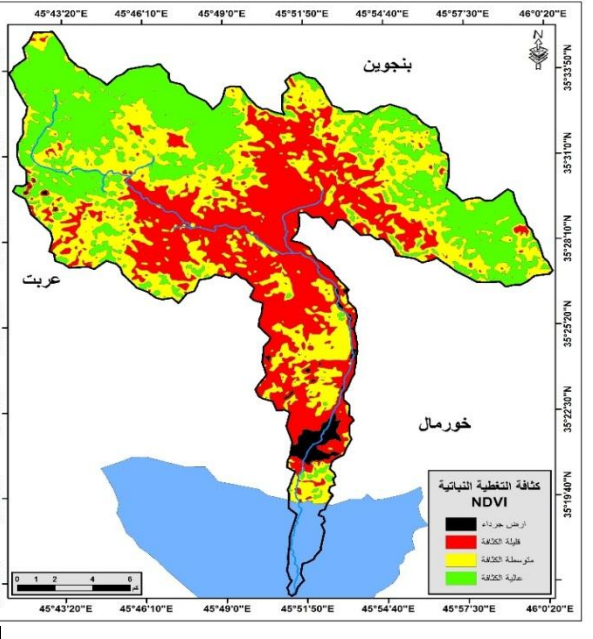 45°43'20"E 45°46'10"E 45°49'0"E 45°51'50"E 45°54'40"E 45°57'30"E 46°0'20"E
N
بنجوين
35°33'50"N
35°31'0"N
35°28'10"N
عربت
35°25'20"N
35°22'30"N
خورمال
35°19'40"N
كثافة التغطية النباتية
NDVI
ارض جرداء
قليلة الكثافة
متوسطة الكثافة
عالية الكثافة
0 1 2 4 6
كم
45°43'20"E 45°46'10"E 45°49'0"E 45°51'50"E 45°54'40"E 45°57'30"E 46°0'20"E